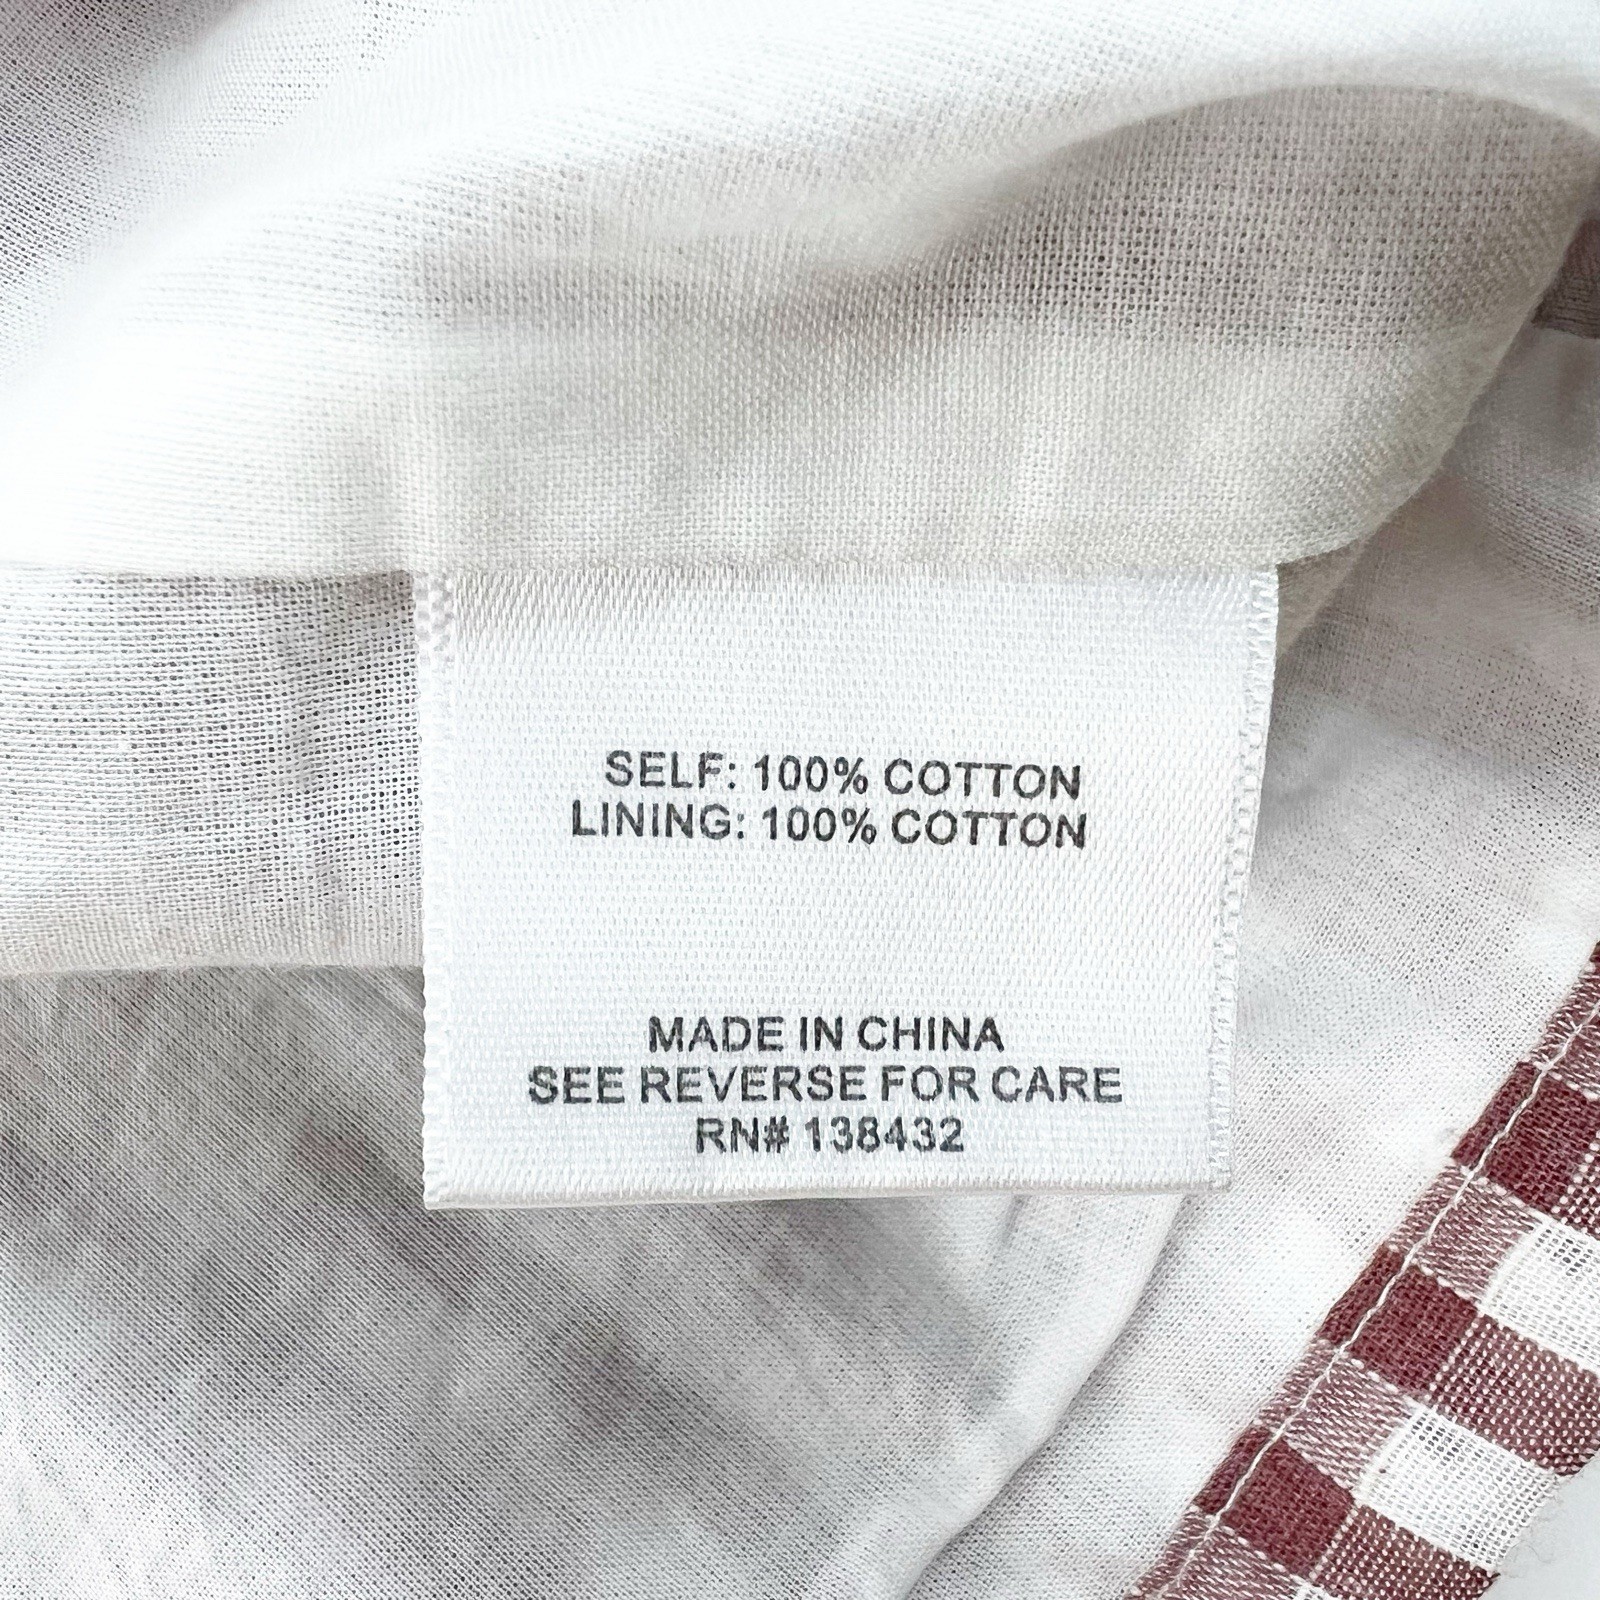 SELF: 100% COTTON
LINING: 100% COTTON
MADE IN CHINA
SEE REVERSE FOR CARE
RN# 138432